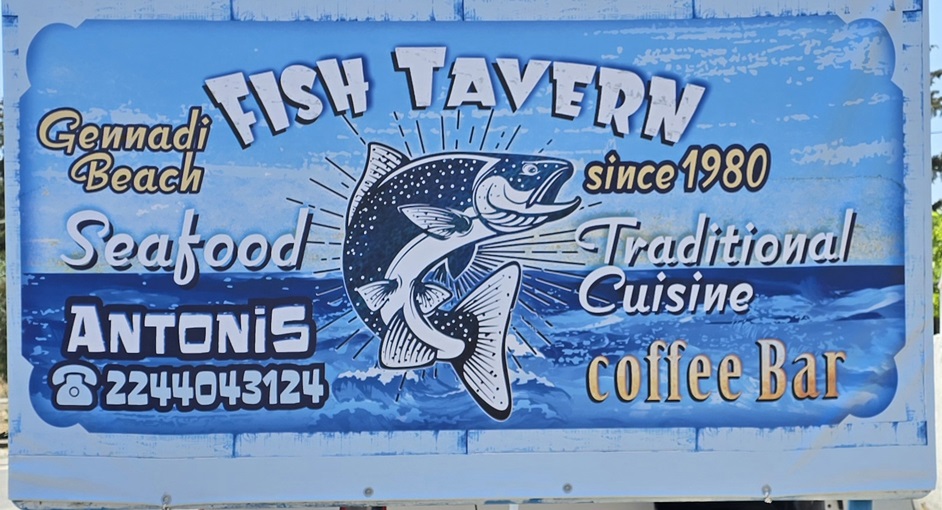 Fish Tavern
Gennadi
Beach
since 1980
Seafood
Traditional
Cuisine
Antonis
2244043124
coffee Bar